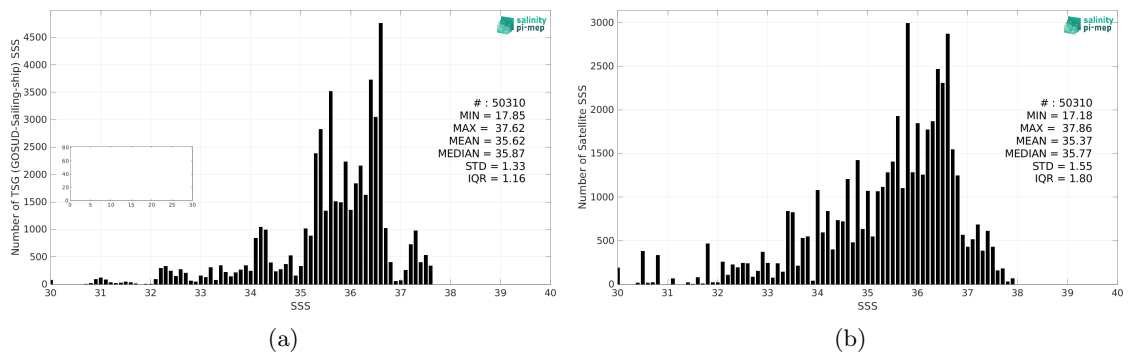 salinity
pi-mep
Number of TSG (GOSUD-Sailing-ship) SSS
4500
4000
3500
3000
2500
2000
1500
1000
500
0
# : 50310
MIN = 17.85
MAX = 37.62
MEAN = 35.62
MEDIAN = 35.87
STD = 1.33
IQR = 1.16
80
60
40
20
0
0 5 10 15 20 25 30
30 31 32 33 34 35 36 37 38 39 40
SSS
(a)
salinity
pi-mep
Number of Satellite SSS
3000
2500
2000
1500
1000
500
0
# : 50310
MIN = 17.18
MAX = 37.86
MEAN = 35.37
MEDIAN = 35.77
STD = 1.55
IQR = 1.80
30 31 32 33 34 35 36 37 38 39 40
SSS
(b)